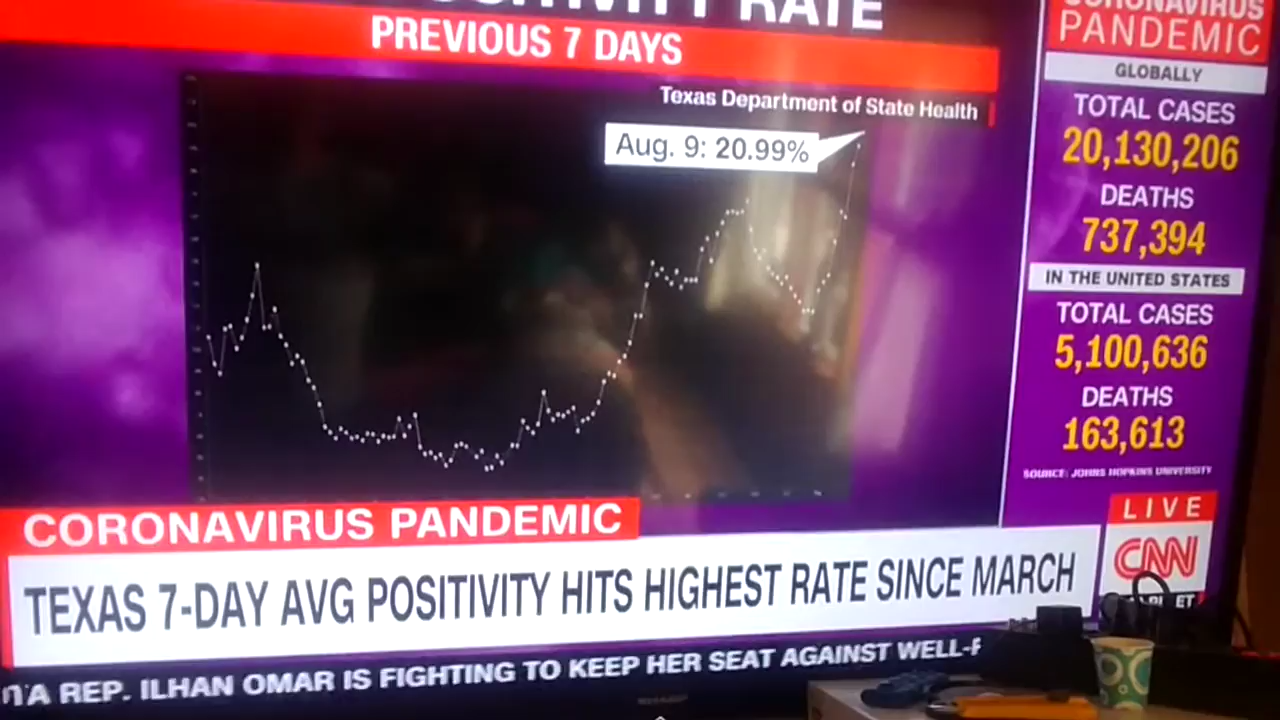 RATE
PREVIOUS 7 DAYS
Texas Department of State Health
Aug. 9: 20.99%
CORONAVIRUS
PANDEMIC
GLOBALLY
TOTAL CASES
20,130,206
DEATHS
737,394
IN THE UNITED STATES
TOTAL CASES
5,100,636
DEATHS
163,613
SOURCE: JOHNS HOPKINS UNIVERSITY
CORONAVIRUS PANDEMIC
TEXAS 7-DAY AVG POSITIVITY HITS HIGHEST RATE SINCE MARCH
LIVE
CNN
ET
REP. ILHAN OMAR IS FIGHTING TO KEEP HER SEAT AGAINST